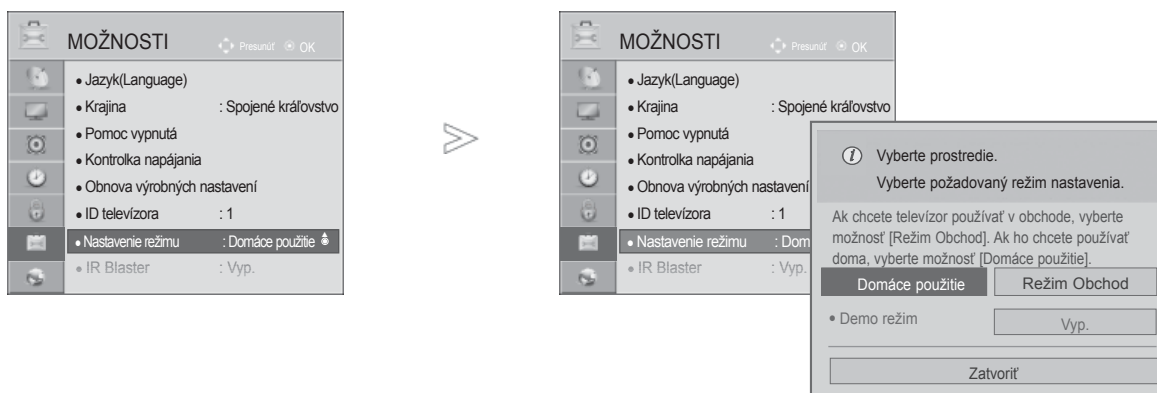 MOŽNOSTI Presunúť OK
• Jazyk(Language)
• Krajina : Spojené kráľovstvo
• Pomoc vypnutá
• Kontrolka napájania
• Obnova výrobných nastavení
• ID televízora : 1
• Nastavenie režimu : Domáce použitie
• IR Blaster : Vyp.
MOŽNOSTI Presunúť OK
• Jazyk(Language)
• Krajina : Spojené kráľovstvo
• Pomoc vypnutá
• Kontrolka napájania
• Obnova výrobných nastavení
• ID televízora : 1
• Nastavenie režimu : Dom
• IR Blaster : Vyp.
Vyberte prostredie.
Vyberte požadovaný režim nastavenia.
Ak chcete televízor používať v obchode, vyberte
možnosť [Režim Obchod]. Ak ho chcete používať
doma, vyberte možnosť [Domáce použitie].
Domáce použitie Režim Obchod
• Demo režim Vyp.
Zatvoriť